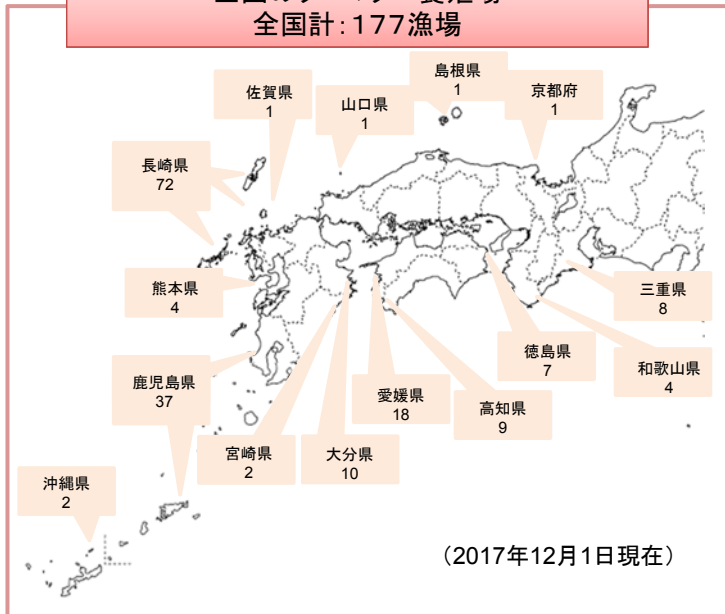 全国計：177漁場
島根県
1
京都府
1
佐賀県
1
山口県
1
長崎県
72
熊本県
4
三重県
8
徳島県
7
和歌山県
4
鹿児島県
37
愛媛県
18
高知県
9
宮崎県
2
大分県
10
沖縄県
2
（2017年12月1日現在）